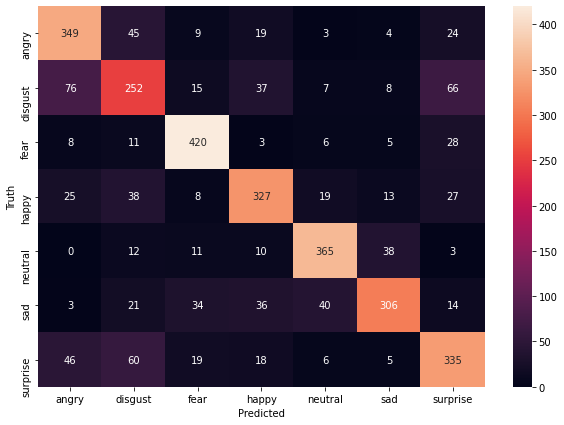 angry 349 45 9 19 3 4 24
disgust 76 252 15 37 7 8 66
fear 8 11 420 3 6 5 28
happy 25 38 8 327 19 13 27
neutral 0 12 11 10 365 38 3
sad 3 21 34 36 40 306 14
surprise 46 60 19 18 6 5 335
angry disgust fear happy neutral sad surprise
Predicted
Truth
400
350
300
250
200
150
100
50
0